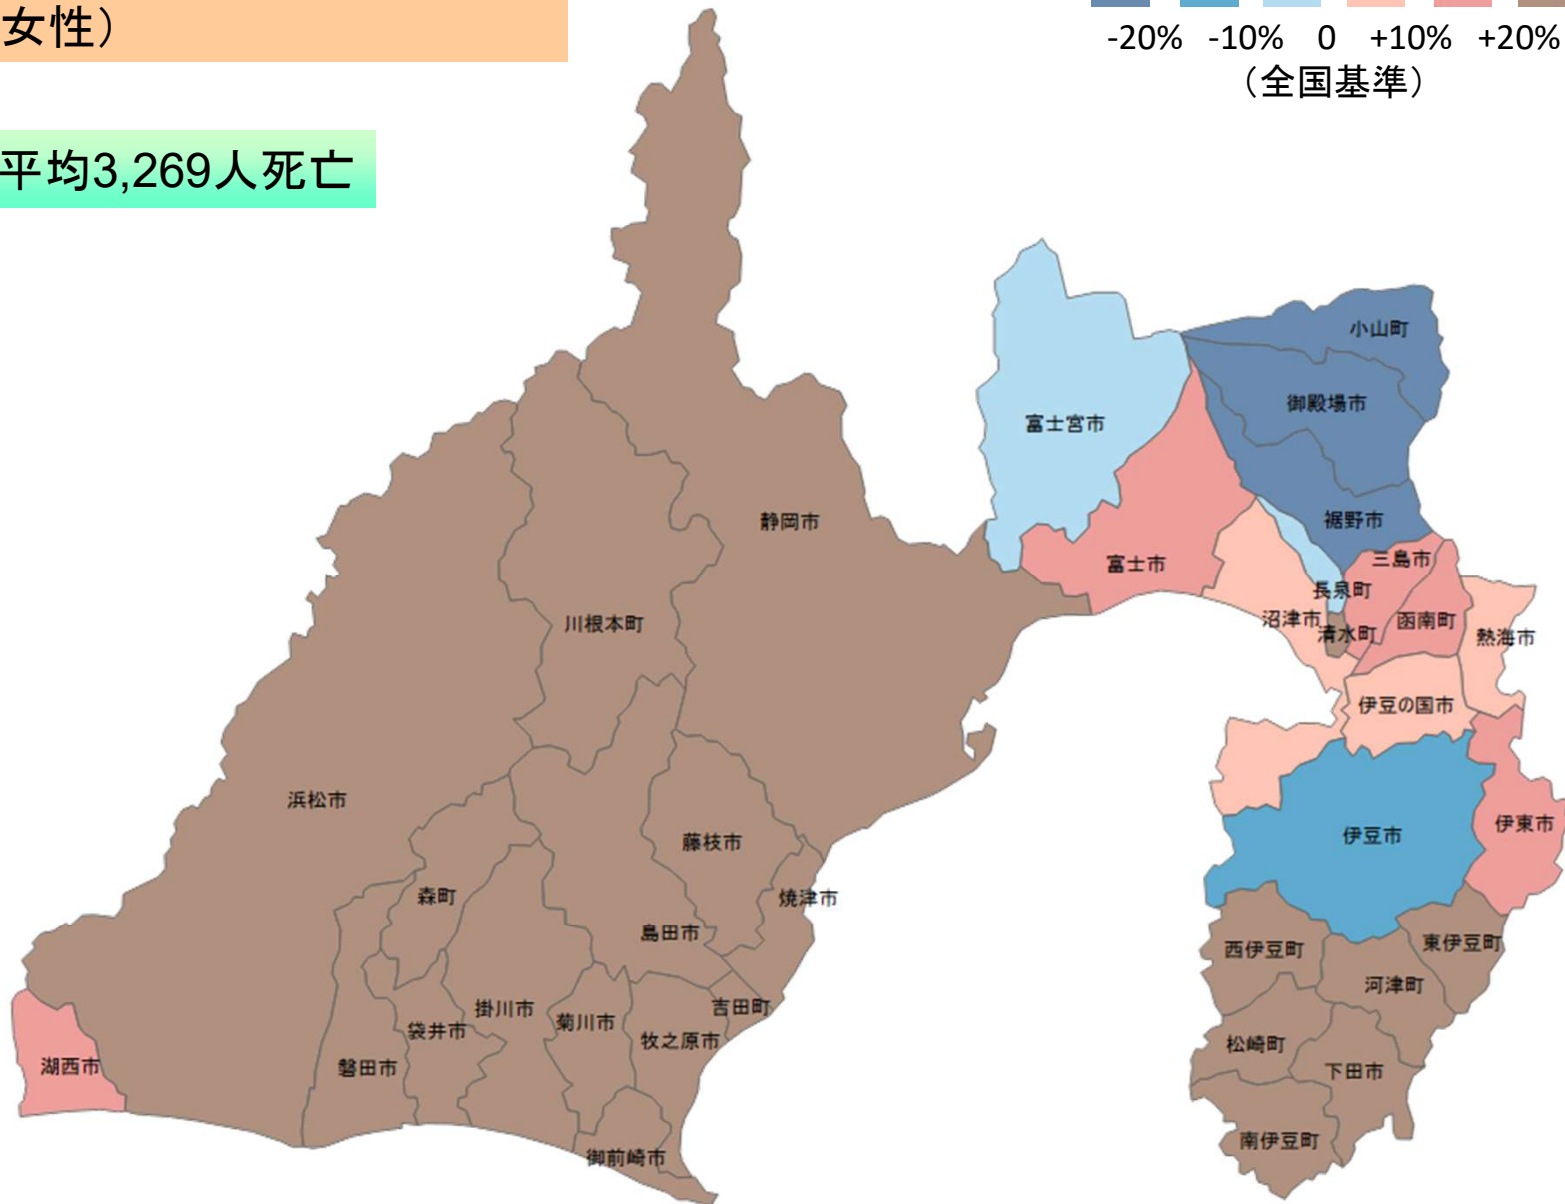 女性）
-20% -10% 0 +10% +20%
（全国基準）
平均3,269人死亡
小山町
御殿場市
富士宮市
静岡市
裾野市
三島市
富士市
長泉町
沼津市
函南町
川根本町
清水町
熱海市
伊豆の国市
浜松市
伊東市
伊豆市
藤枝市
森町
焼津市
島田市
東伊豆町
西伊豆町
河津町
掛川市
吉田町
菊川市
袋井市
牧之原市
松崎町
湖西市
磐田市
下田市
南伊豆町
御前崎市